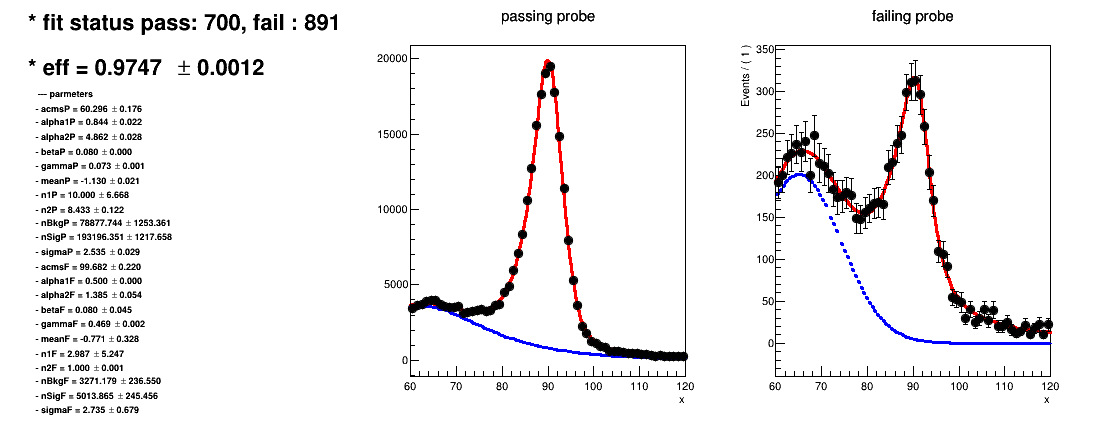 * fit status pass: 700, fail : 891
* eff = 0.9747 ± 0.0012
--- parmeters
- acmsP = 60.296 ± 0.176
- alpha1P = 0.844 ± 0.022
- alpha2P = 4.862 ± 0.028
- betaP = 0.080 ± 0.000
- gammaP = 0.073 ± 0.001
- meanP = -1.130 ± 0.021
- n1P = 10.000 ± 6.668
- n2P = 8.433 ± 0.122
- nBkgP = 78877.744 ± 1253.361
- nSigP = 193196.351 ± 1217.658
- sigmaP = 2.535 ± 0.029
- acmsF = 99.682 ± 0.220
- alpha1F = 0.500 ± 0.000
- alpha2F = 1.385 ± 0.054
- betaF = 0.080 ± 0.045
- gammaF = 0.469 ± 0.002
- meanF = -0.771 ± 0.328
- n1F = 2.987 ± 5.247
- n2F = 1.000 ± 0.001
- nBkgF = 3271.179 ± 236.550
- nSigF = 5013.865 ± 245.456
- sigmaF = 2.735 ± 0.679
passing probe
20000
15000
10000
5000
0
60 70 80 90 100 110 120
x
failing probe
Events / ( 1 )
350
300
250
200
150
100
50
0
60 70 80 90 100 110 120
x